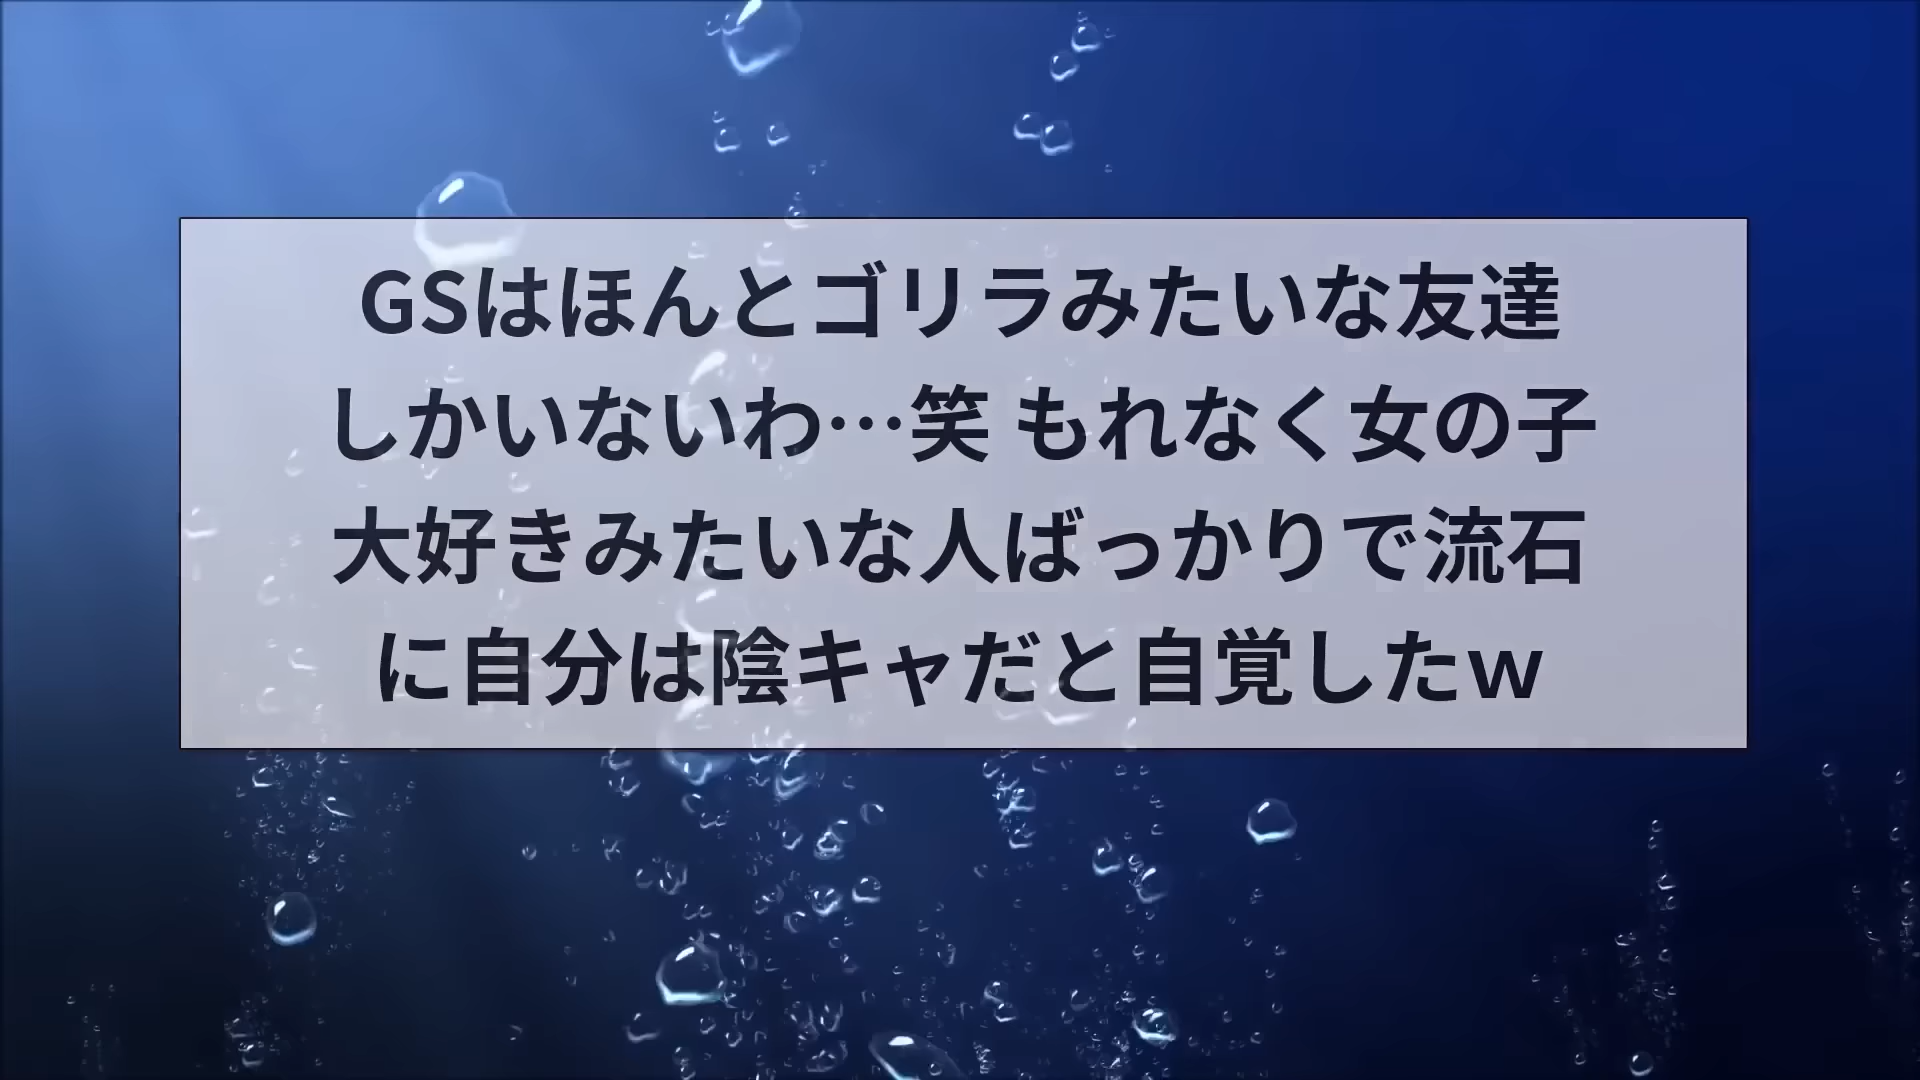 GSはほんとゴリラみたいな友達
しかいないわ…笑 もれなく女の子
大好きみたいな人ばっかりで流石
に自分は陰キャだと自覚したw